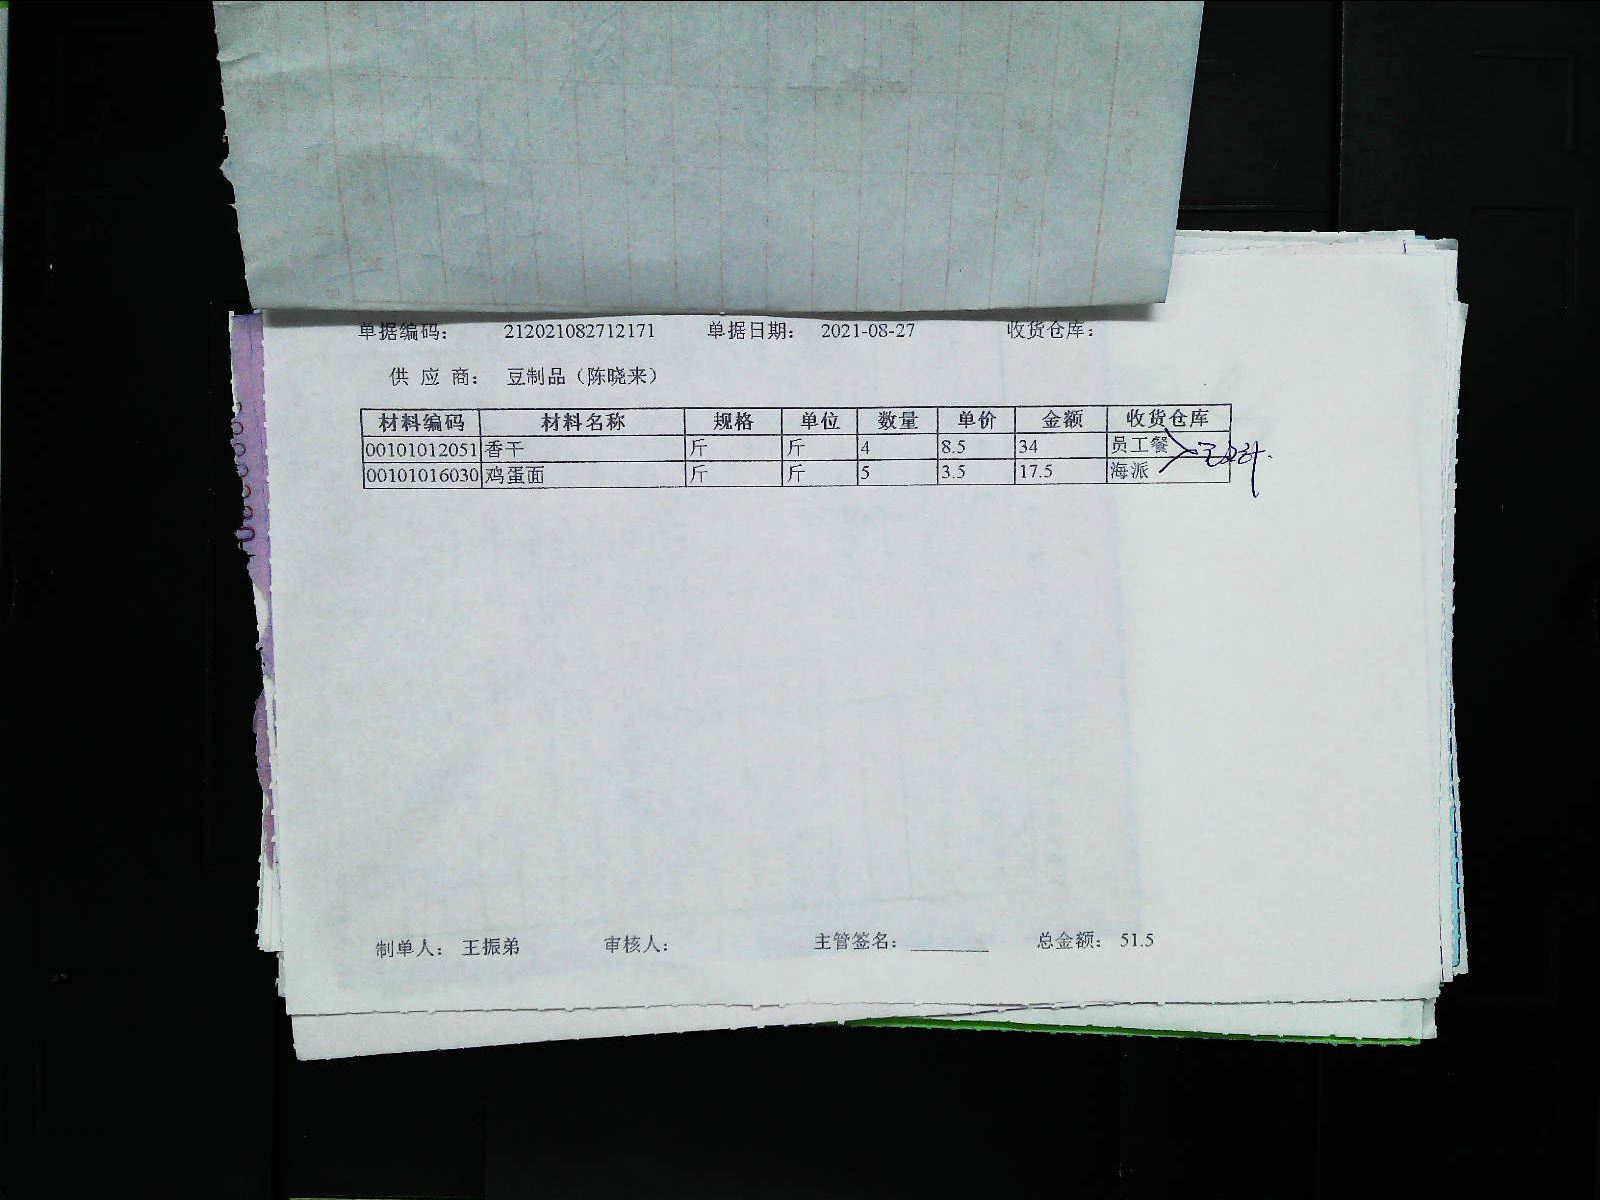 单据编码: 212021082712171 单据日期: 2021-08-27 收货仓库:
供 应 商: 豆制品（陈晓来）
材料编码 材料名称 规格 单位 数量 单价 金额 收货仓库
00101012051 香干 斤 斤 4 8.5 34 员工餐
00101016030 鸡蛋面 斤 斤 5 3.5 17.5 海派
制单人: 王振弟 审核人: 主管签名: 总金额: 51.5